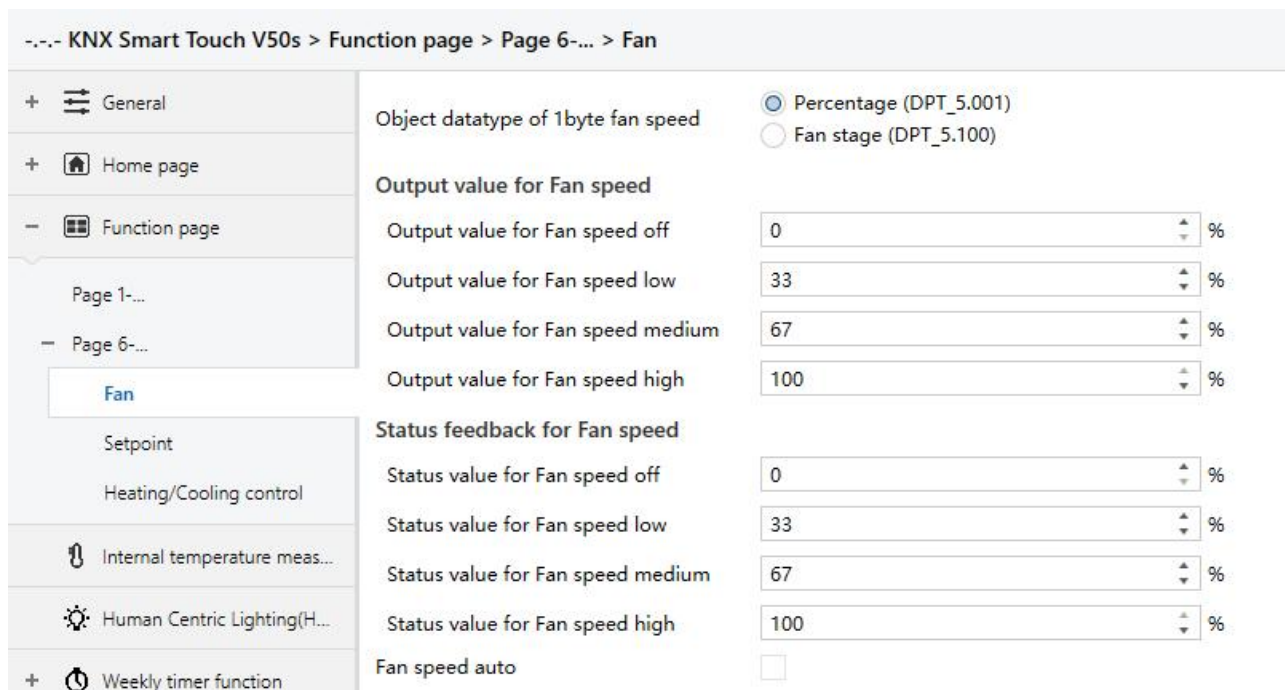 -.-.- KNX Smart Touch V50s > Function page > Page 6-... > Fan
+ General
+ Home page
− Function page
Page 1-...
− Page 6-...
Fan
Setpoint
Heating/Cooling control
Internal temperature meas...
Human Centric Lighting(H...
+ Weekly timer function
Object datatype of 1byte fan speed
Percentage (DPT_5.001)
Fan stage (DPT_5.100)
Output value for Fan speed
Output value for Fan speed off 0 %
Output value for Fan speed low 33 %
Output value for Fan speed medium 67 %
Output value for Fan speed high 100 %
Status feedback for Fan speed
Status value for Fan speed off 0 %
Status value for Fan speed low 33 %
Status value for Fan speed medium 67 %
Status value for Fan speed high 100 %
Fan speed auto